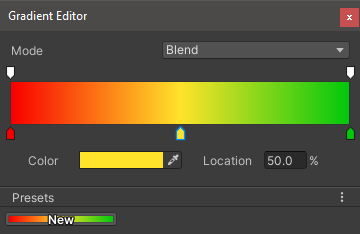 Gradient Editor x
Mode Blend
Color Location 50.0 %
Presets
New